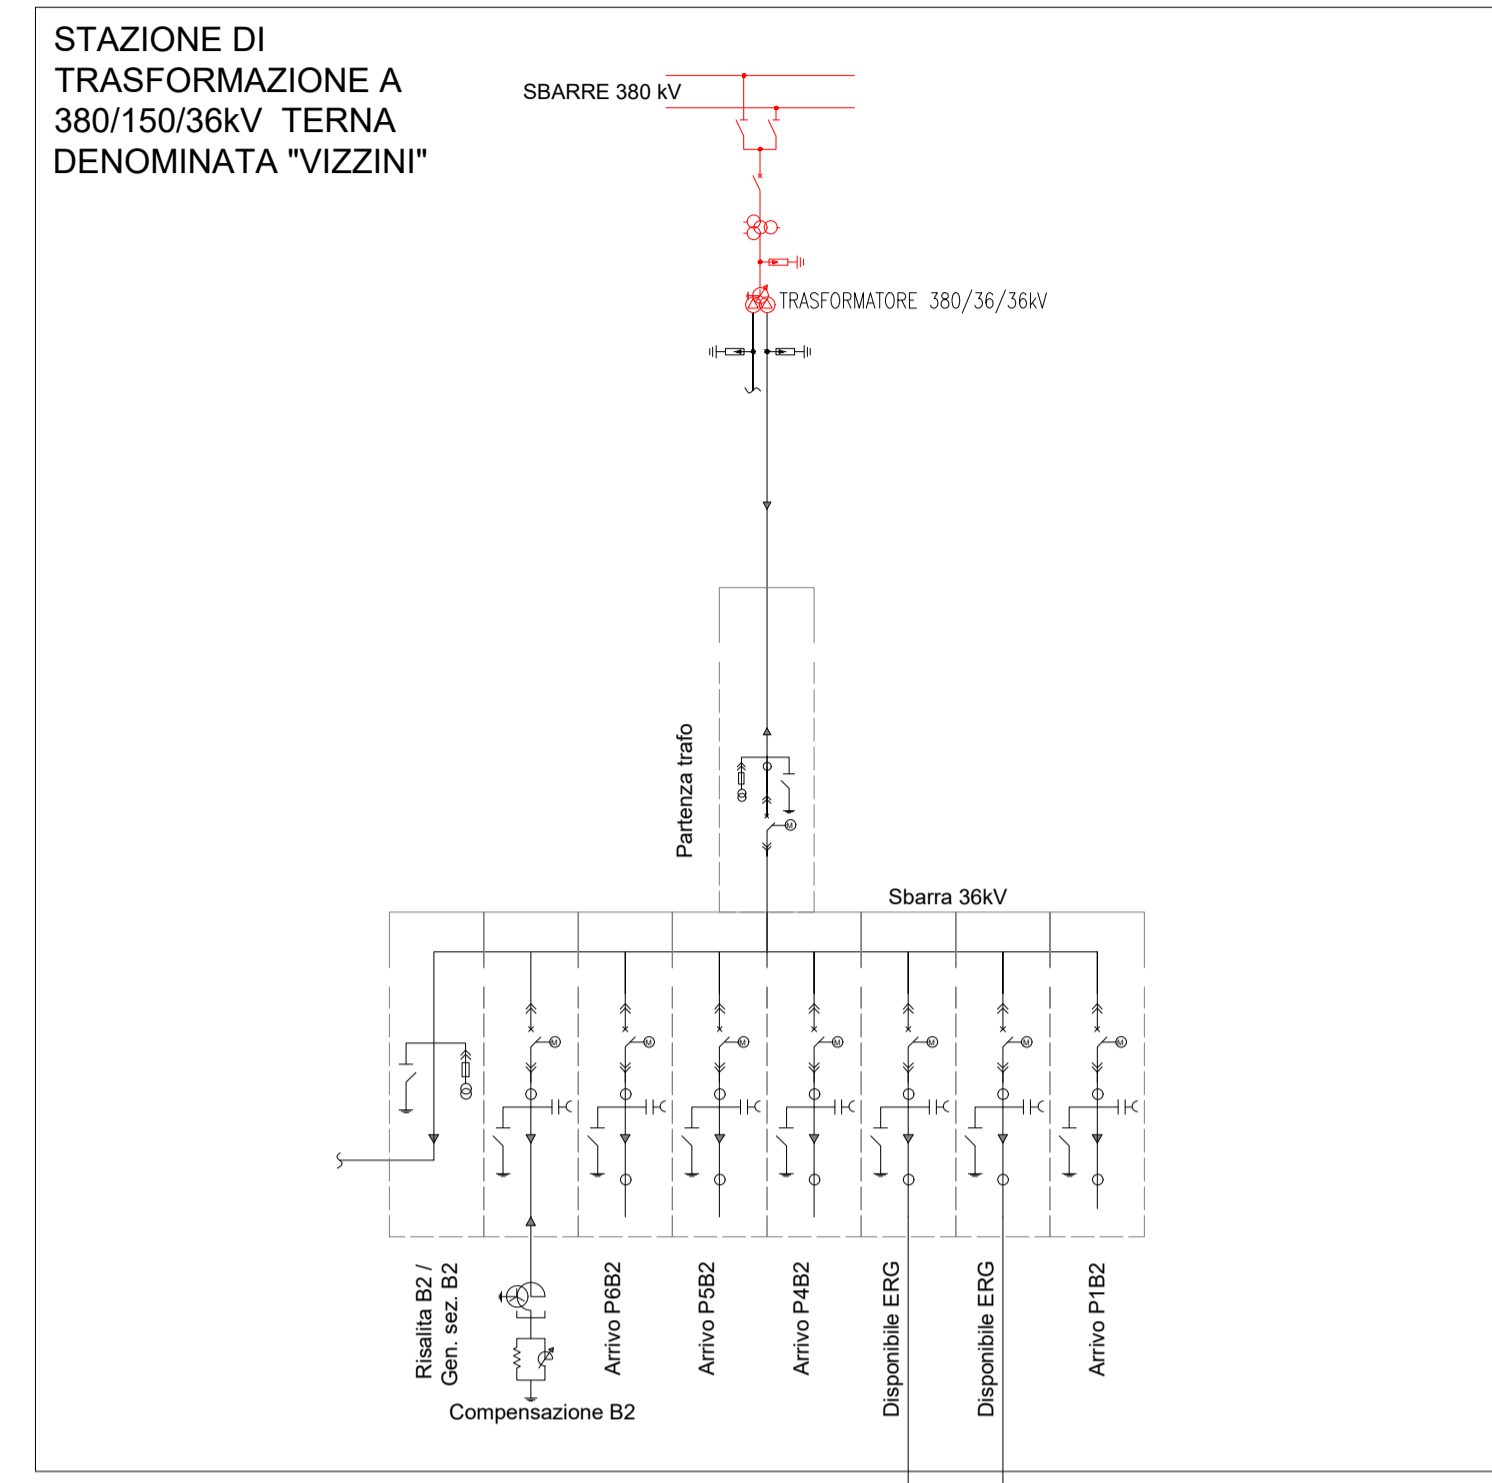 STAZIONE DI
TRASFORMAZIONE A
380/150/36kV TERNA
DENOMINATA "VIZZINI"
SBARRE 380 kV
TRASFORMATORE 380/36/36kV
Partenza trafo
M
Sbarra 36kV
M
M
M
M
M
M
M
Risalita B2 /
Gen. sez. B2
Compensazione B2
Arrivo P6B2
Arrivo P5B2
Arrivo P4B2
Disponibile ERG
Disponibile ERG
Arrivo P1B2